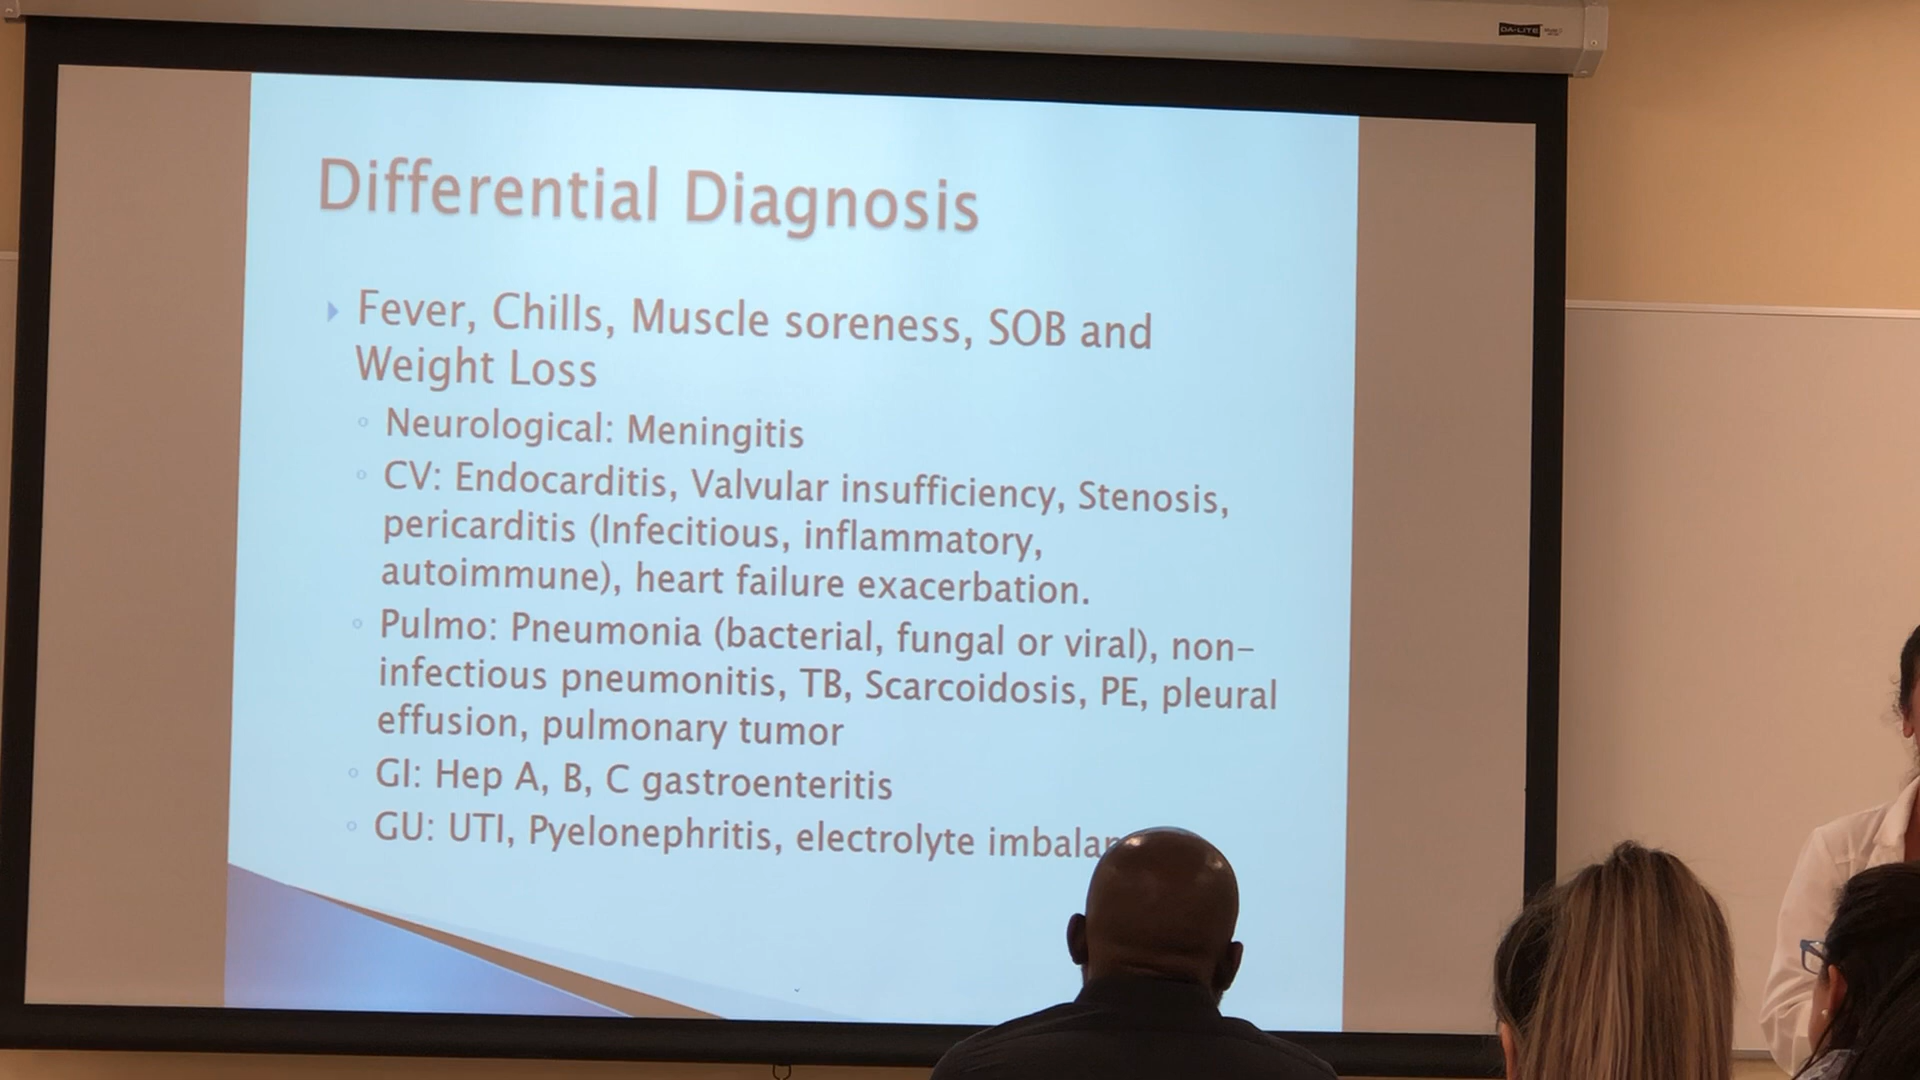 DA-LITE
Differential Diagnosis
Fever, Chills, Muscle soreness, SOB and
Weight Loss
Neurological: Meningitis
CV: Endocarditis, Valvular insufficiency, Stenosis,
pericarditis (Infecitious, inflammatory,
autoimmune), heart failure exacerbation.
Pulmo: Pneumonia (bacterial, fungal or viral), non-
infectious pneumonitis, TB, Scarcoidosis, PE, pleural
effusion, pulmonary tumor
GI: Hep A, B, C gastroenteritis
GU: UTI, Pyelonephritis, electrolyte